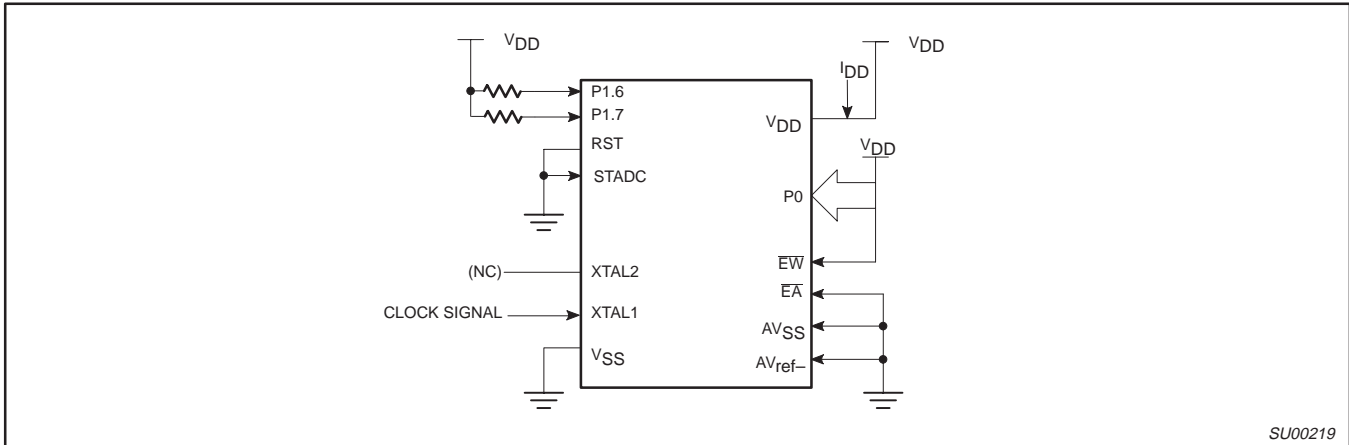 VDD
VDD
IDD
P1.6
P1.7
VDD
RST
VDD
STADC
P0
(NC)
XTAL2
EW
EA
CLOCK SIGNAL
XTAL1
AVSS
VSS
AVref–
SU00219